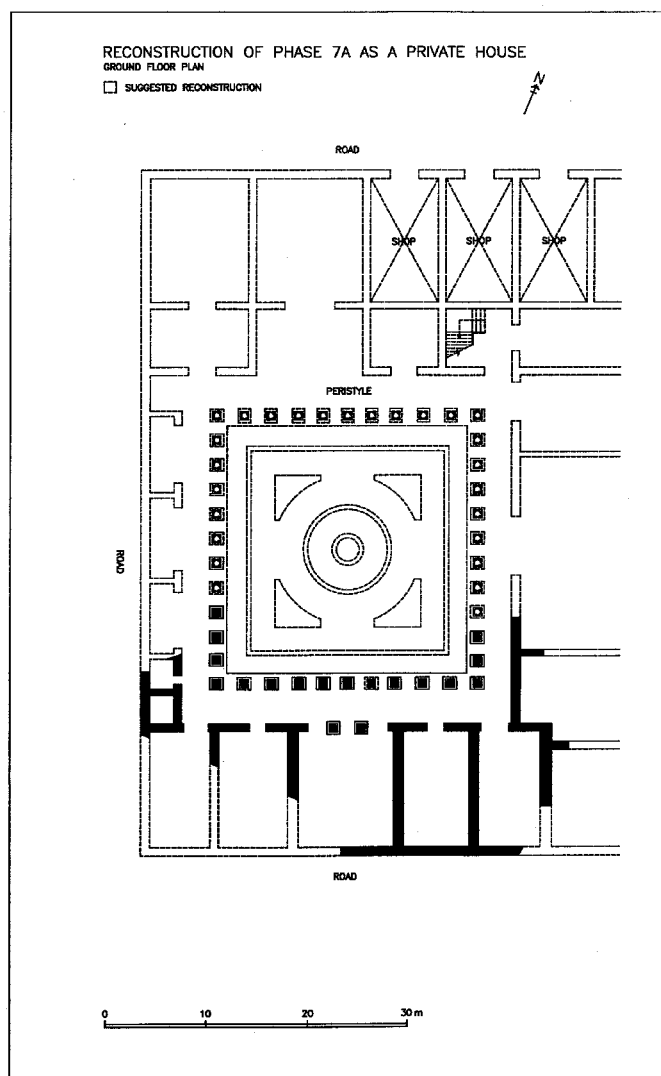 RECONSTRUCTION OF PHASE 7A AS A PRIVATE HOUSE
GROUND FLOOR PLAN
SUGGESTED RECONSTRUCTION
N
ROAD
SHOP SHOP SHOP
PERISTYLE
ROAD
ROAD
0 10 20 30 m